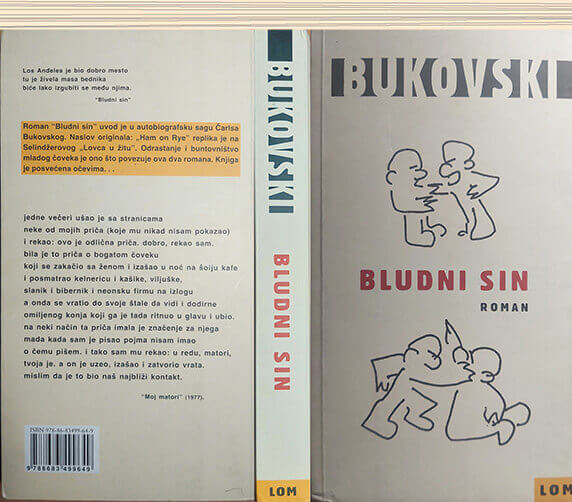 Los Anđeles je bio dobro mesto
tu je živela masa bednika
biće lako izgubiti se među njima.
"Bludni sin"
Roman "Bludni sin" uvod je u autobiografsku sagu Čarlsa
Bukovskog. Naslov originala: „Ham on Rye" replika je na
Selindžerovog „Lovca u žitu". Odrastanje i buntovništvo
mladog čoveka je ono što povezuje ova dva romana. Knjiga
je posvećena očevima. . .
jedne večeri ušao je sa stranicama
neke od mojih priča (koje mu nikad nisam pokazao)
i rekao: ovo je odlična priča. dobro, rekao sam.
bila je to priča o bogatom čoveku
koji se zakačio sa ženom i izašao u noć na šoiju kafe
i posmatrao kelnericu i kašike, viljuške,
slanik i bibernik i neonsku firmu na izlogu
a onda se vratio do svoje štale da vidi i dodirne
omiljenog konja koji ga je tada ritnuo u glavu i ubio.
na neki način ta priča imala je značenje za njega
mada kada sam je pisao pojma nisam imao
o čemu pišem. i tako sam mu rekao: u redu, matori,
tvoja je. a on je uzeo, izašao i zatvorio vrata.
mislim da je to bio naš najbliži kontakt.
"Moj matori" (1977).
ISBN 978-86-83499-64-9
9788683499649
BUKOVSKI
BLUDNI SIN
LOM
BUKOVSKI
BLUDNI SIN
ROMAN
LOM